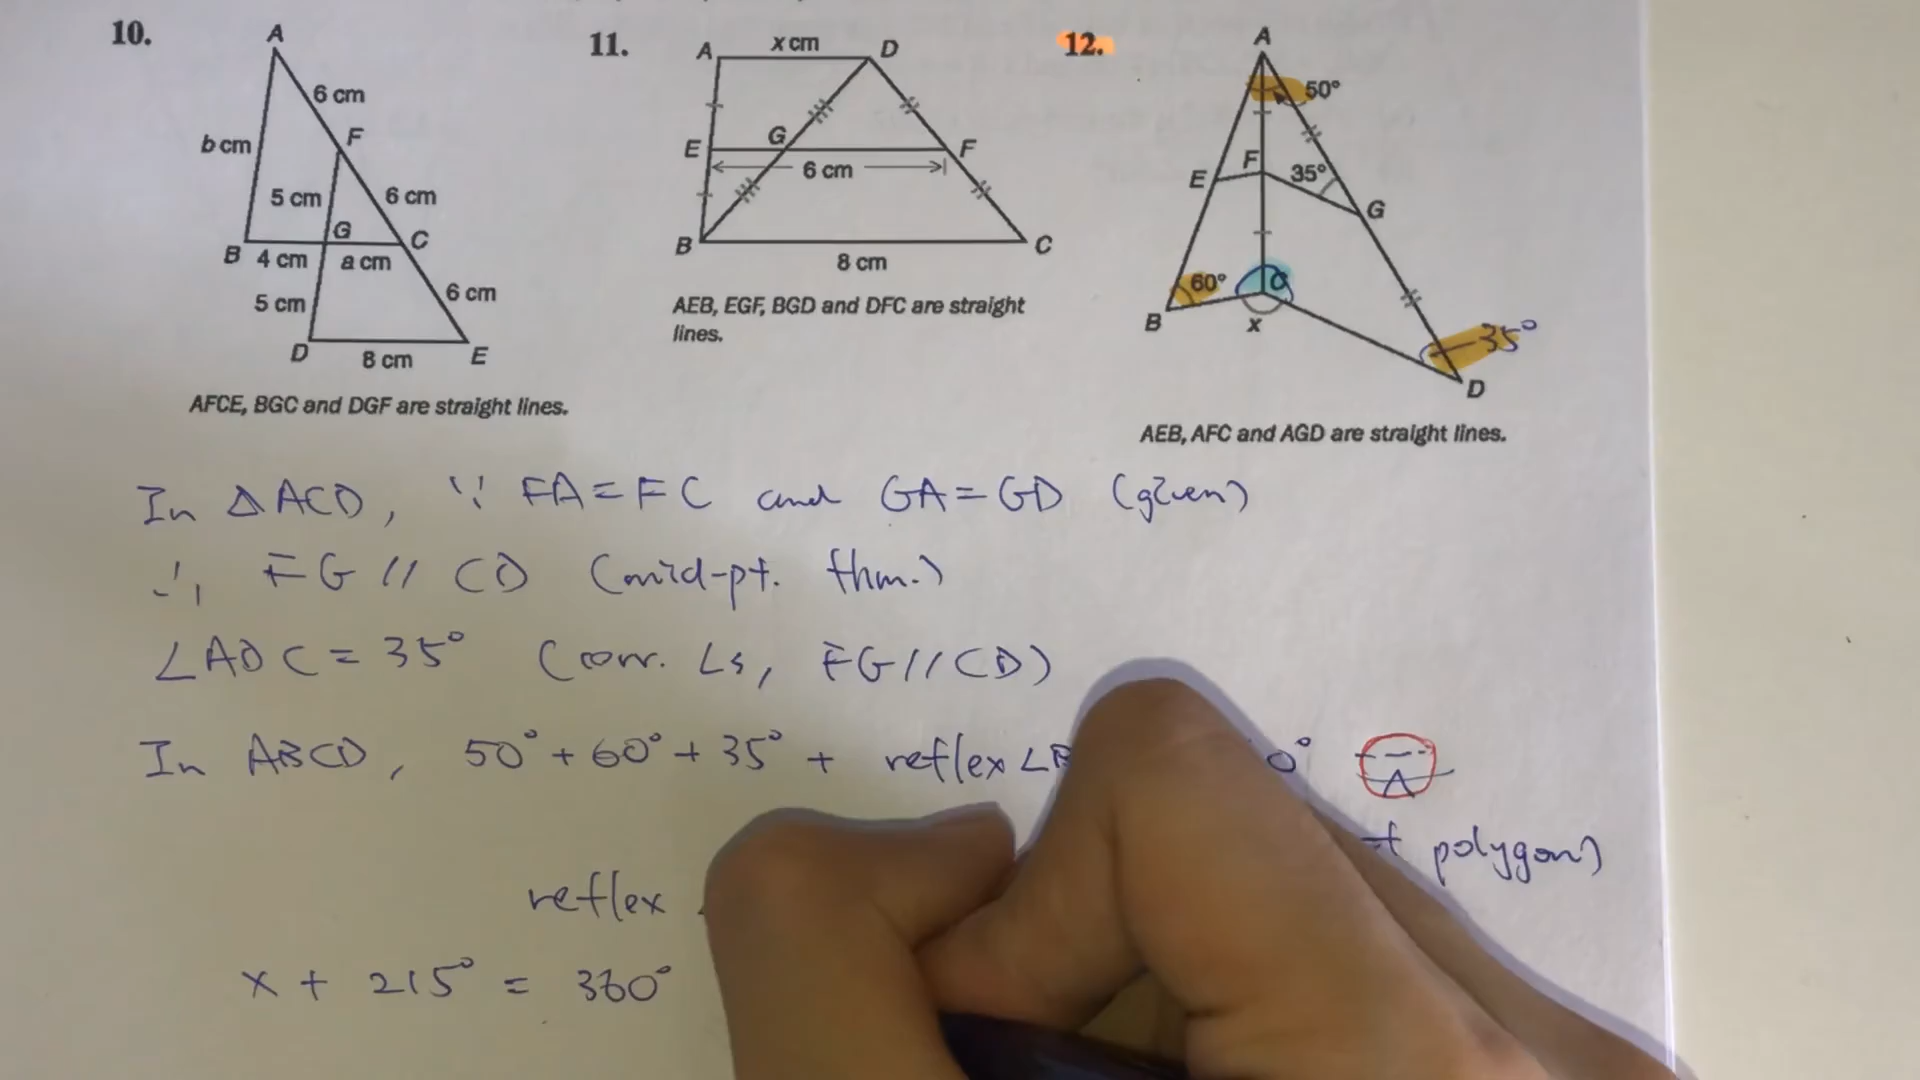 10.
A
6 cm
F
b cm
5 cm
6 cm
G
C
B
4 cm
a cm
5 cm
6 cm
D
8 cm
E
AFCE, BGC and DGF are straight lines.
11.
A
x cm
D
E
G
F
6 cm
B
C
8 cm
AEB, EGF, BGD and DFC are straight
lines.
12.
A
50°
F
E
35°
G
60°
C
B
x
35°
D
AEB, AFC and AGD are straight lines.
In △ACD, ∵ FA = FC and GA = GD (given)
∴ FG // CD (mid-pt. thm.)
∠ADC = 35° (corr. ∠s, FG // CD)
In ABCD, 50° + 60° + 35° + reflex ∠B 0°
polygon)
reflex
x + 215° = 360°